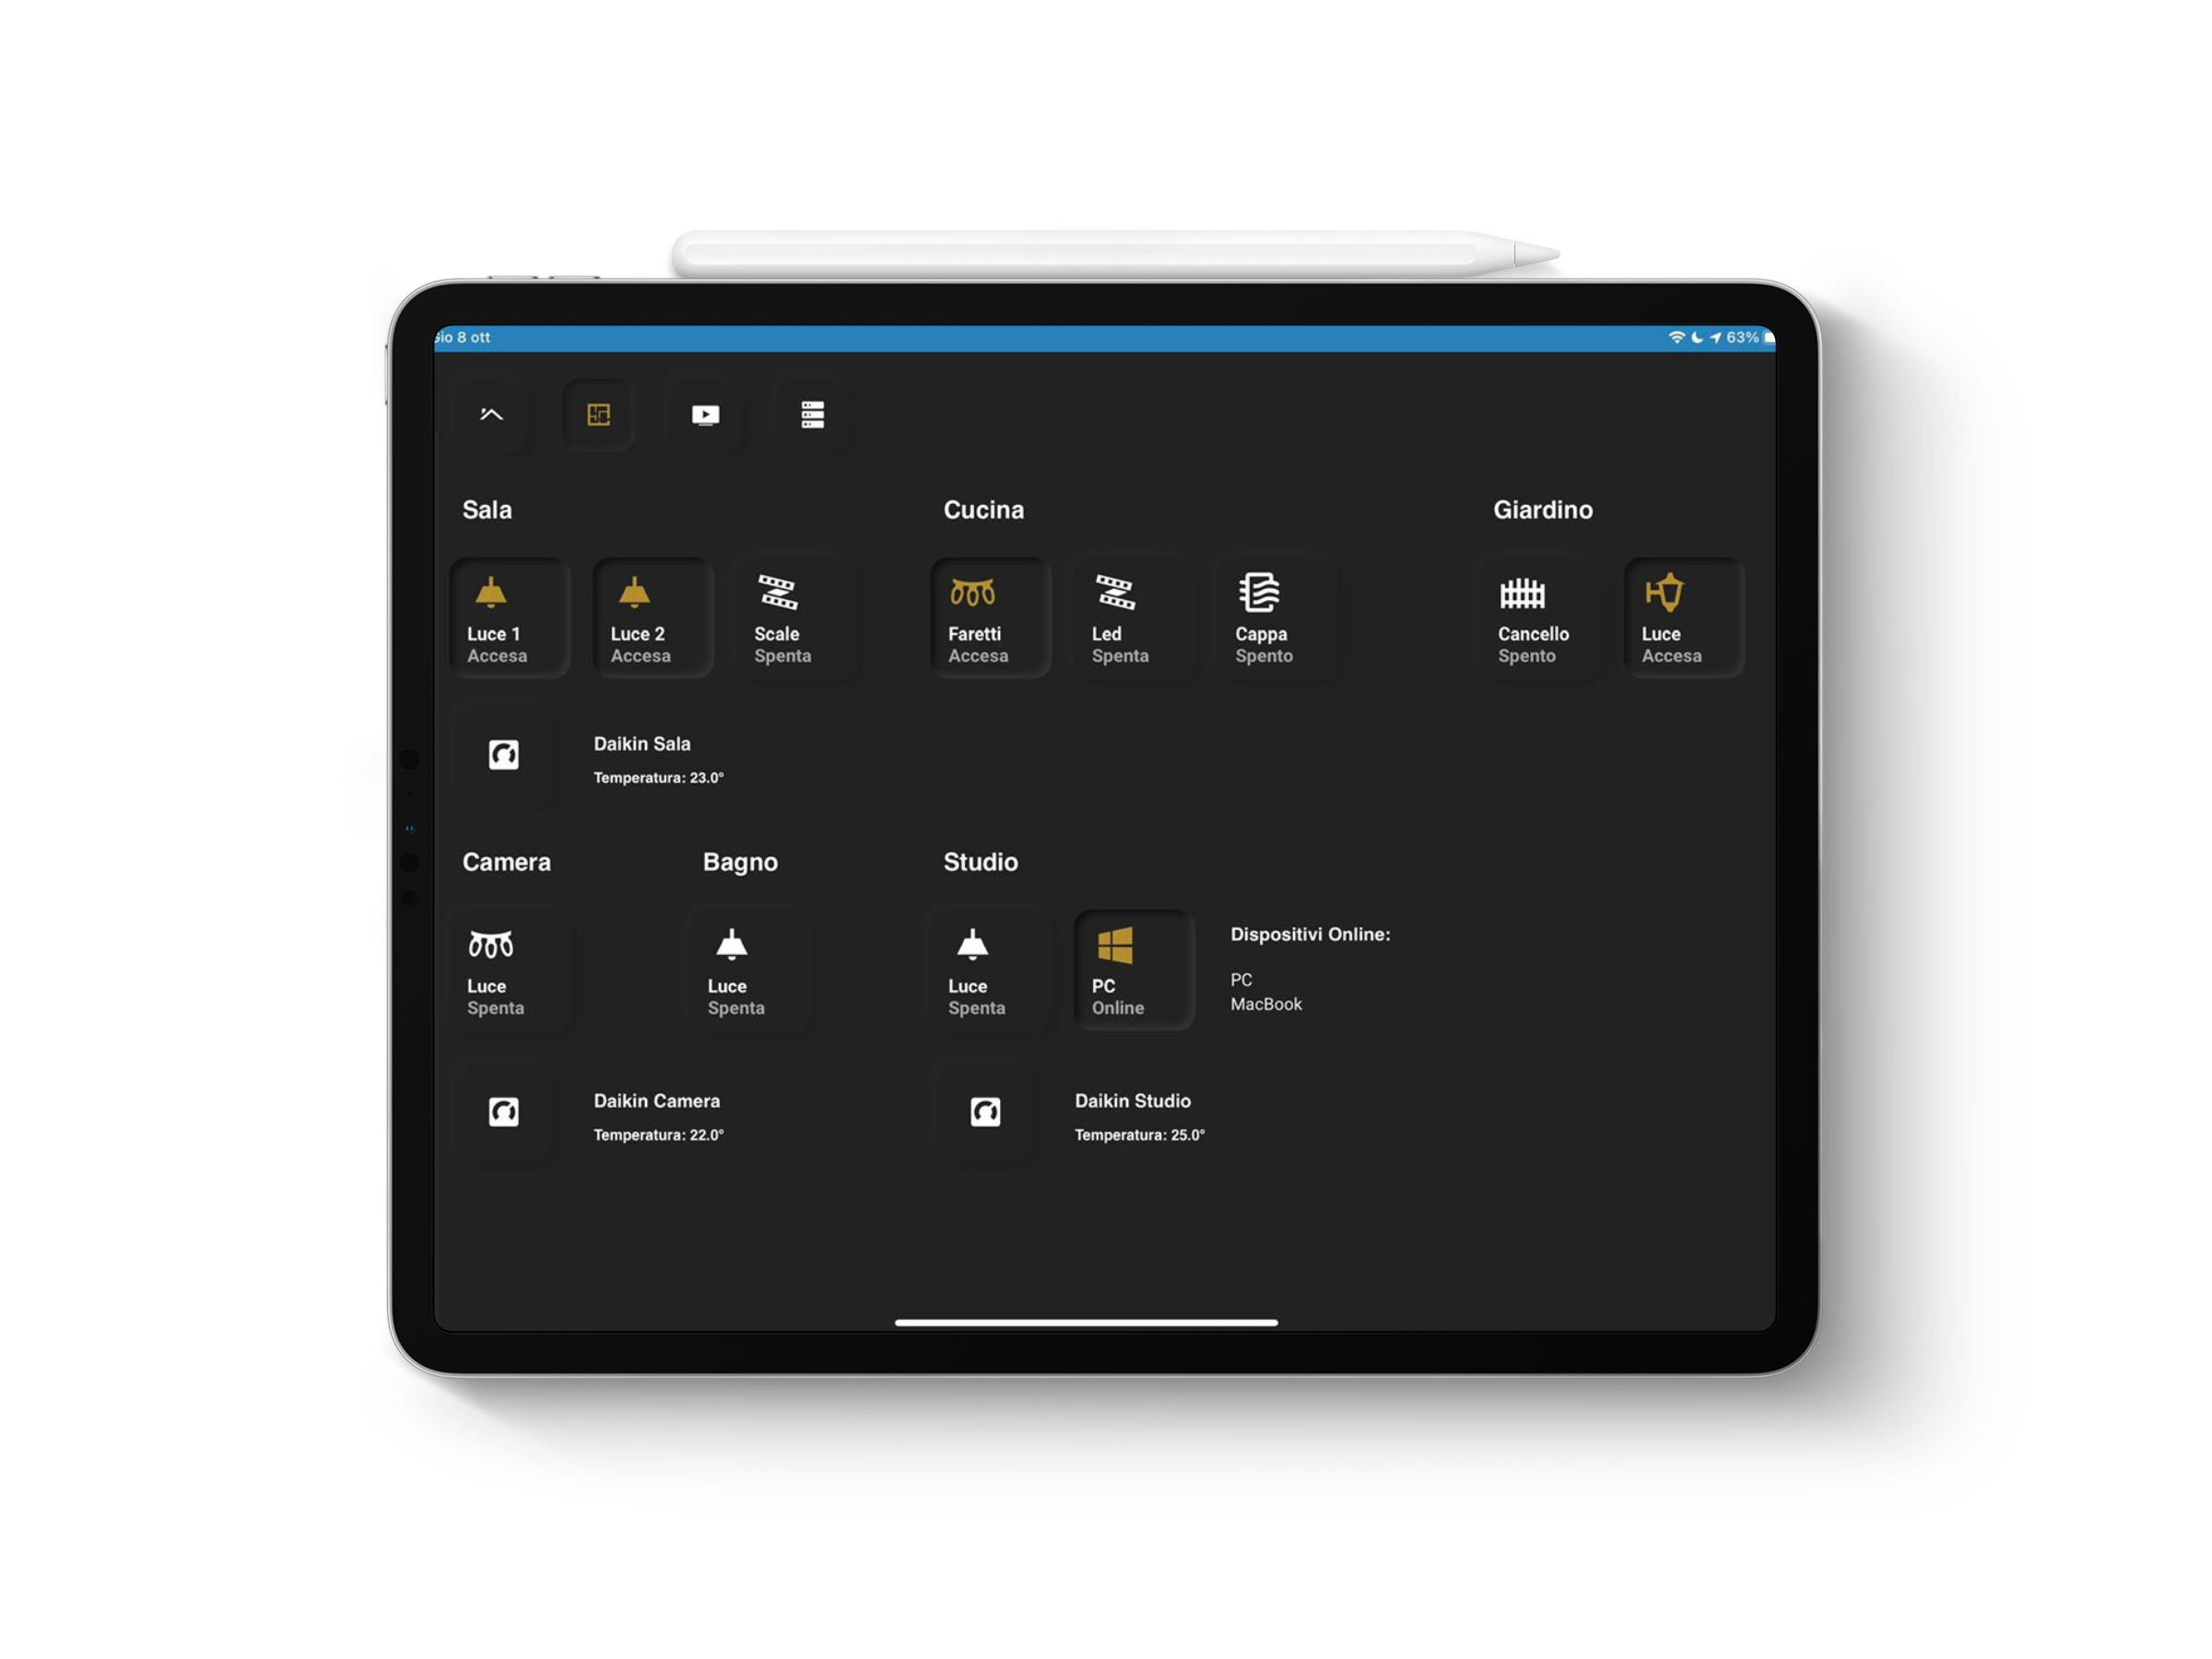 Gio 8 ott
63%
Sala
Cucina
Giardino
Luce 1
Accesa
Luce 2
Accesa
Scale
Spenta
Faretti
Accesa
Led
Spenta
Cappa
Spento
Cancello
Spento
Luce
Accesa
Daikin Sala
Temperatura: 23.0°
Camera
Bagno
Studio
Luce
Spenta
Luce
Spenta
Luce
Spenta
PC
Online
Dispositivi Online:
PC
MacBook
Daikin Camera
Temperatura: 22.0°
Daikin Studio
Temperatura: 25.0°